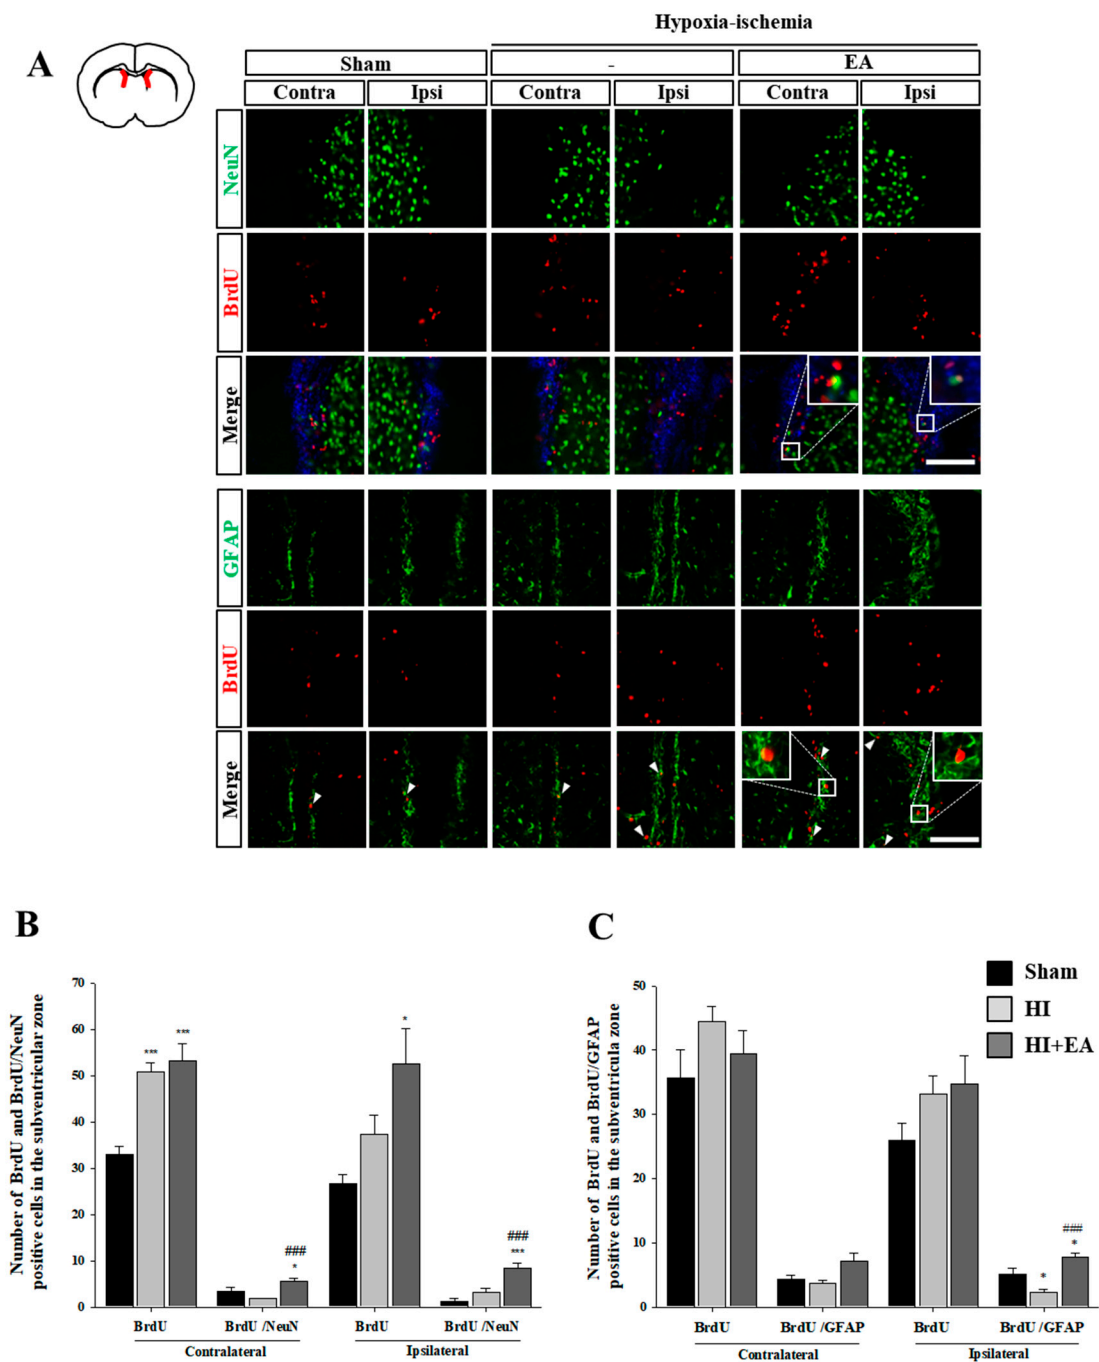 Hypoxia-ischemia
A
Sham - EA
Contra Ipsi Contra Ipsi Contra Ipsi
NeuN
BrdU
Merge
GFAP
BrdU
Merge
B
Number of BrdU and BrdU/NeuN
positive cells in the subventricular zone
70
60
50
40
30
20
10
0
*** *** * ### * ### ***
BrdU BrdU /NeuN BrdU BrdU /NeuN
Contralateral Ipsilateral
C
Number of BrdU and BrdU/GFAP
positive cells in the subventricula zone
50
40
30
20
10
0
* ### *
Sham
HI
HI+EA
BrdU BrdU /GFAP BrdU BrdU /GFAP
Contralateral Ipsilateral